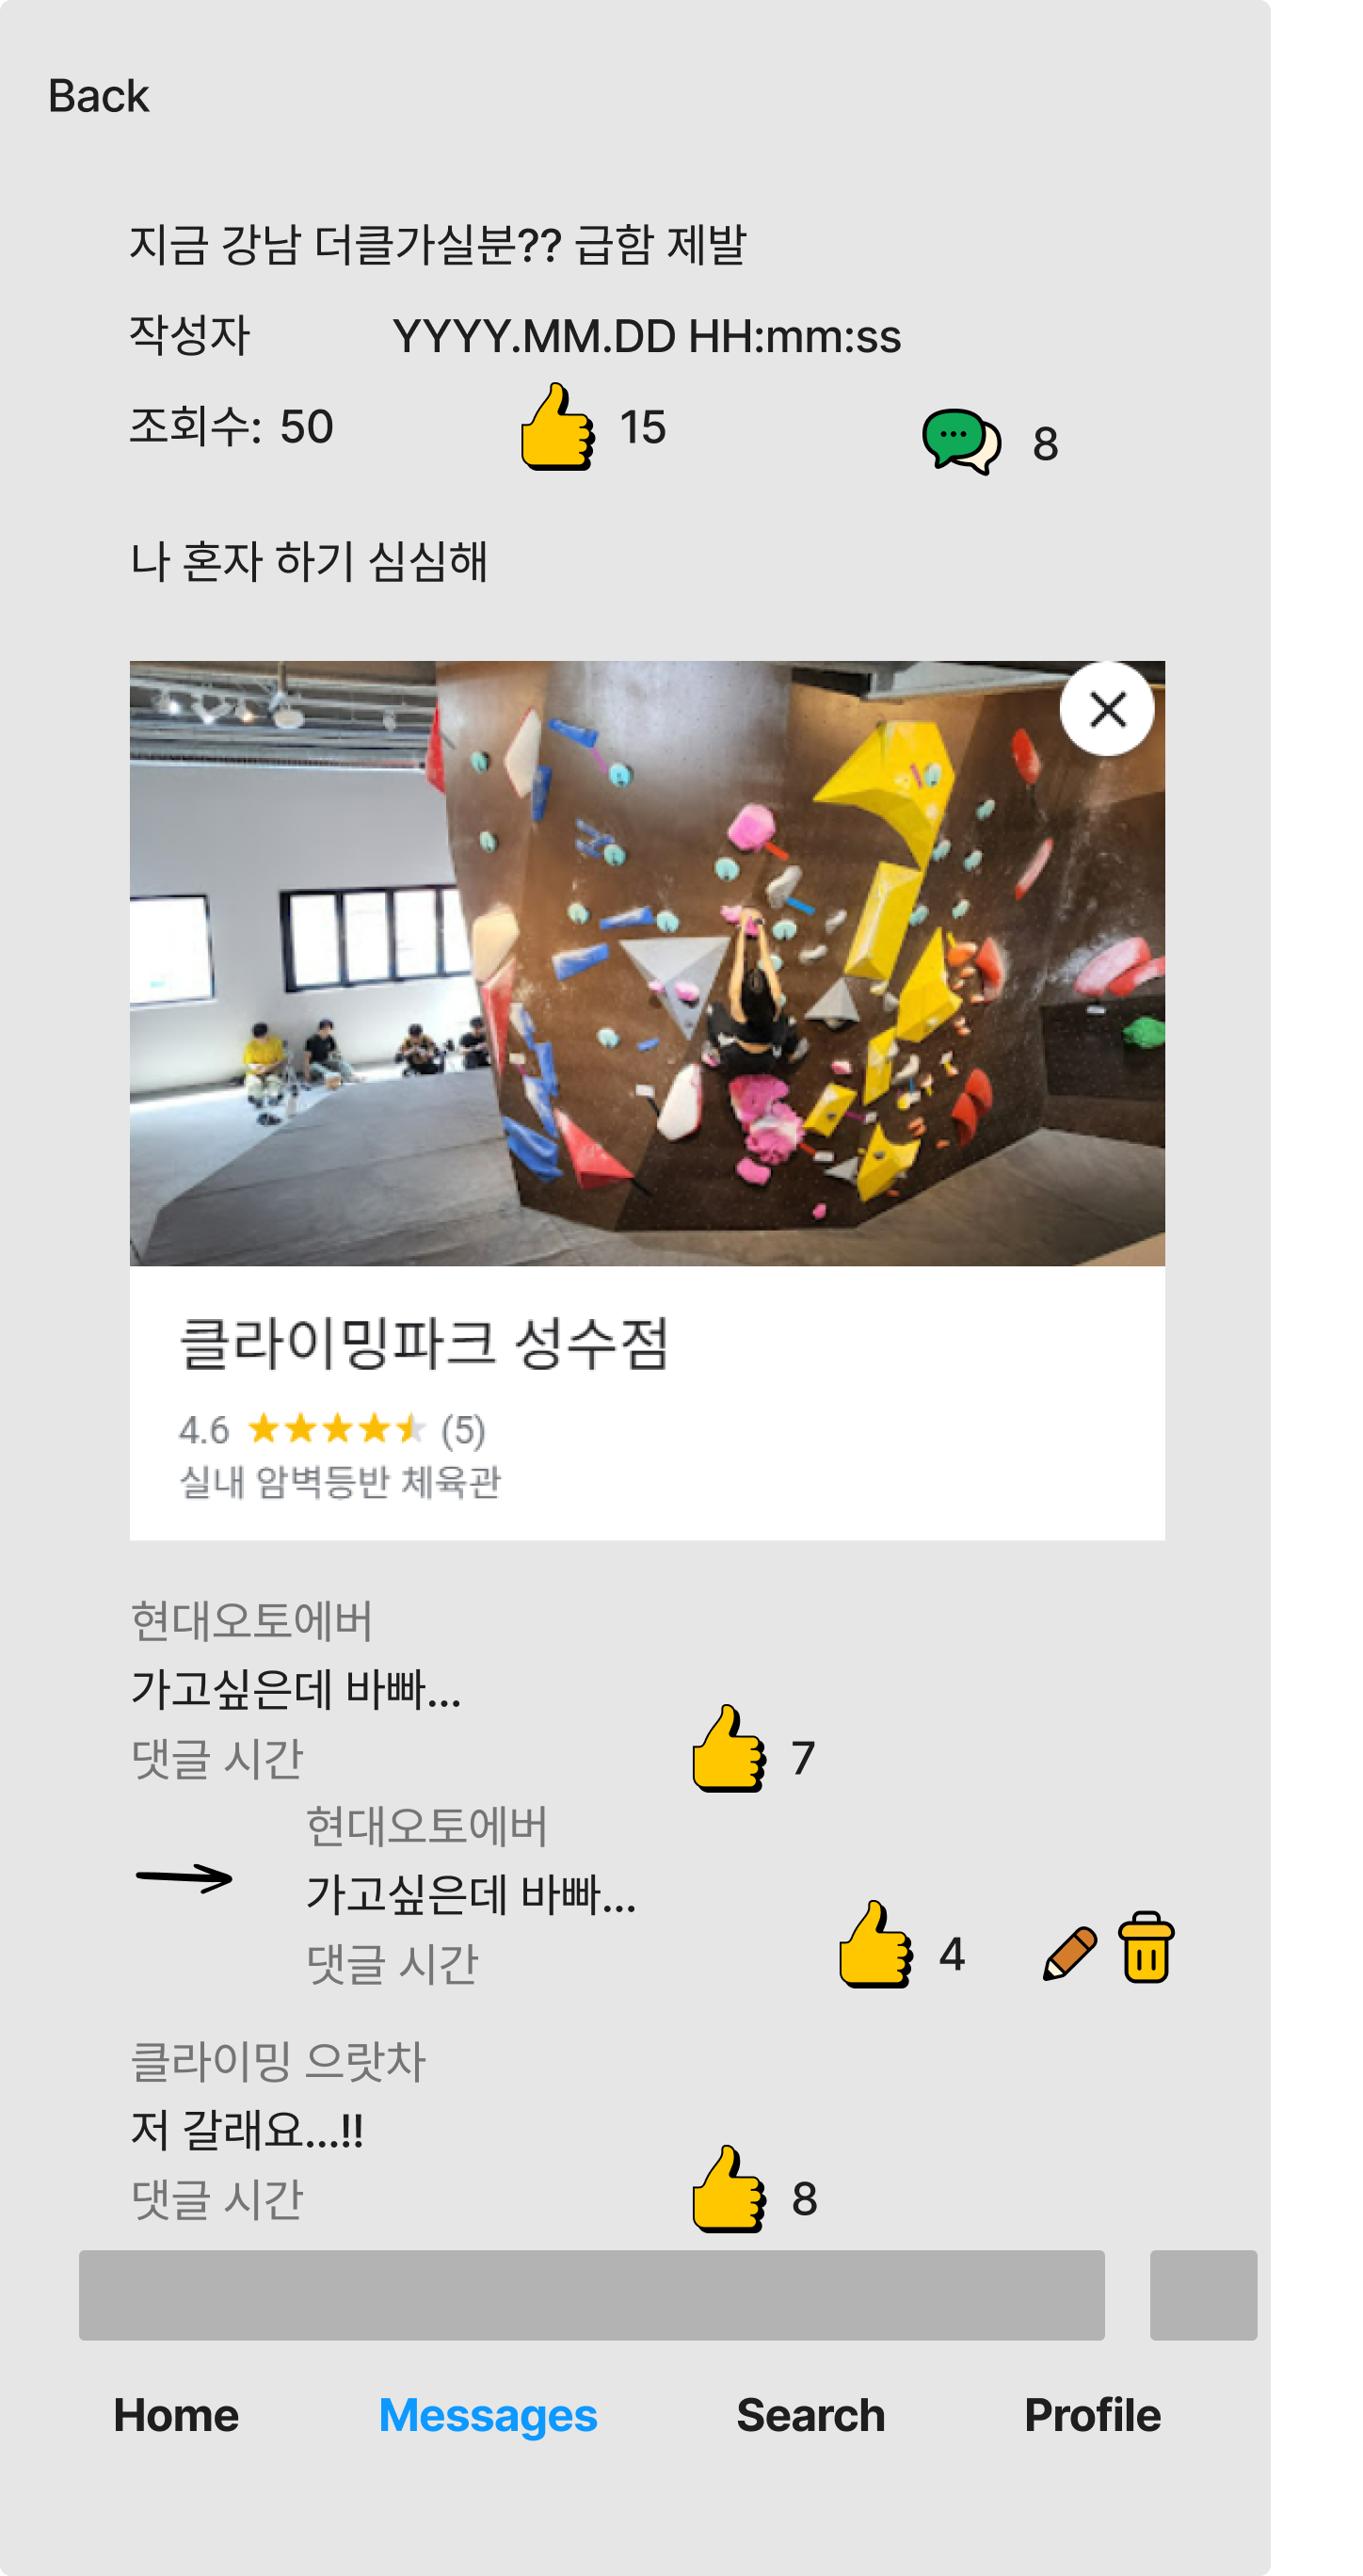 Back
지금 강남 더클가실분?? 급함 제발
작성자 YYYY.MM.DD HH:mm:ss
조회수: 50 15 8
나 혼자 하기 심심해
클라이밍파크 성수점
4.6 (5)
실내 암벽등반 체육관
현대오토에버
가고싶은데 바빠...
댓글 시간 7
현대오토에버
가고싶은데 바빠...
댓글 시간 4
클라이밍 으랏차
저 갈래요...!!
댓글 시간 8
Home Messages Search Profile